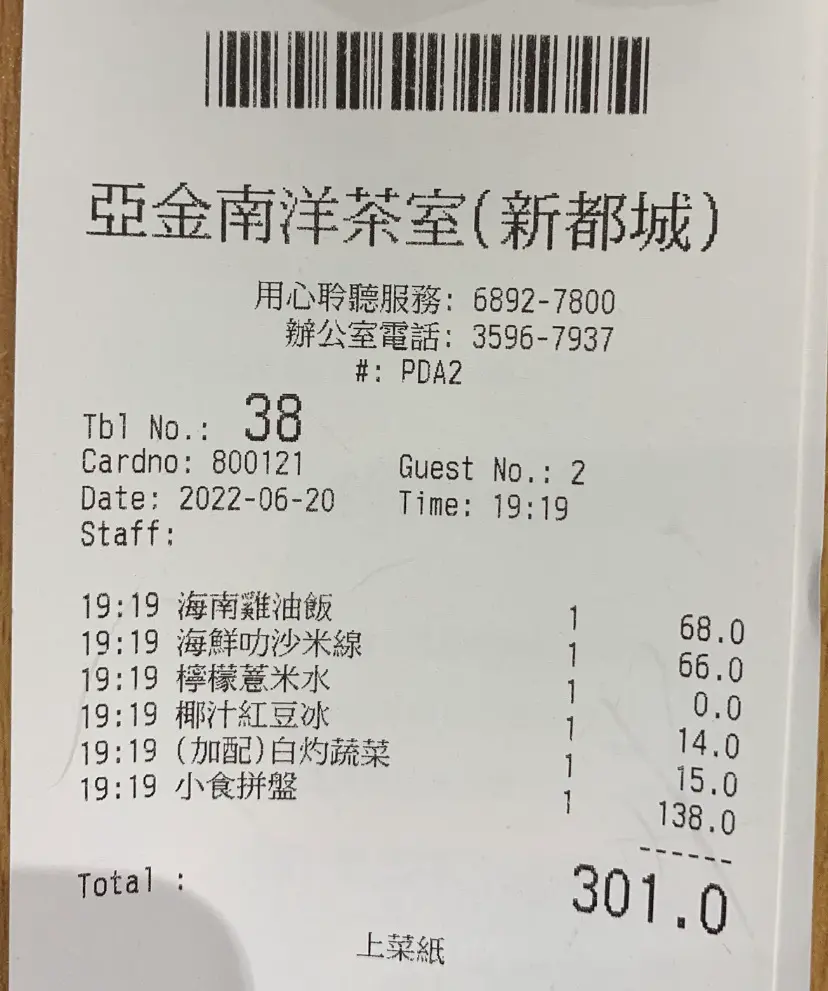 亞金南洋茶室(新都城)
用心聆聽服務: 6892-7800
辦公室電話: 3596-7937
#: PDA2
Tbl No.: 38
Cardno: 800121 Guest No.: 2
Date: 2022-06-20 Time: 19:19
Staff:
19:19 海南雞油飯 1 68.0
19:19 海鮮叻沙米線 1 66.0
19:19 檸檬薏米水 1 0.0
19:19 椰汁紅豆冰 1 14.0
19:19 (加配)白灼蔬菜 1 15.0
19:19 小食拼盤 1 138.0
------
Total : 301.0
上菜紙